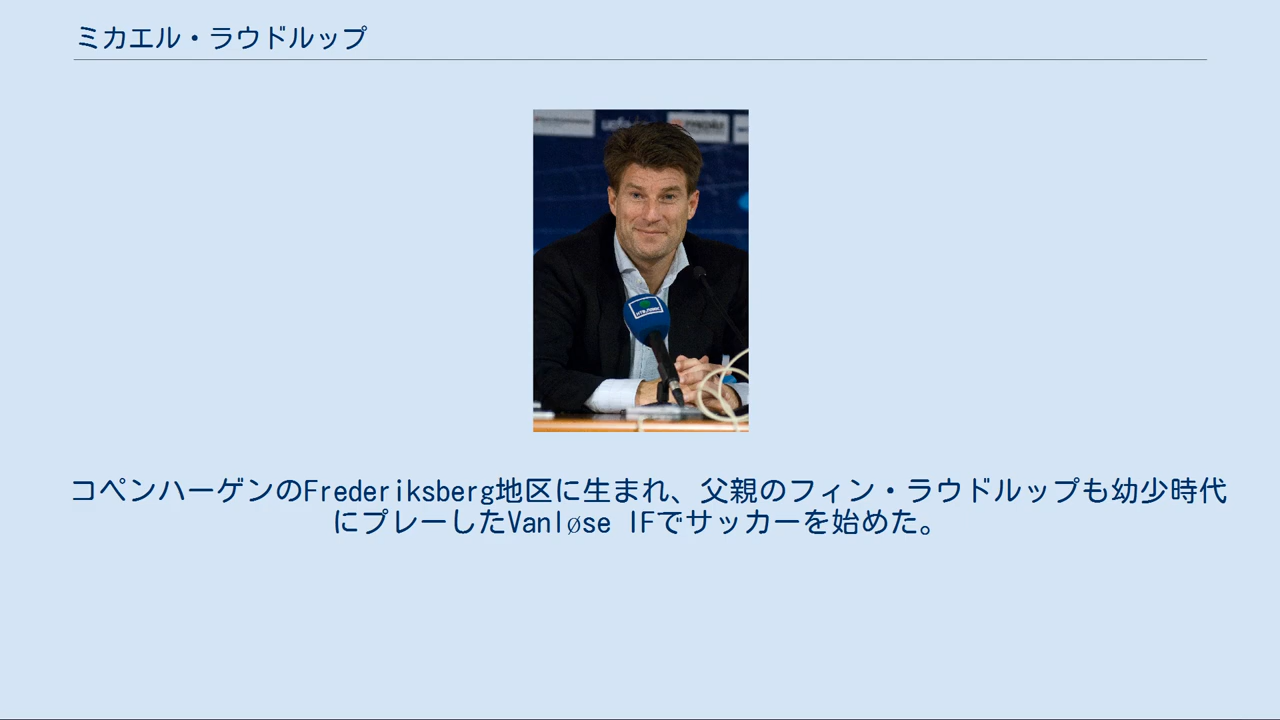 ミカエル・ラウドルップ
コペンハーゲンのFrederiksberg地区に生まれ、父親のフィン・ラウドルップも幼少時代
にプレーしたVanløse IFでサッカーを始めた。